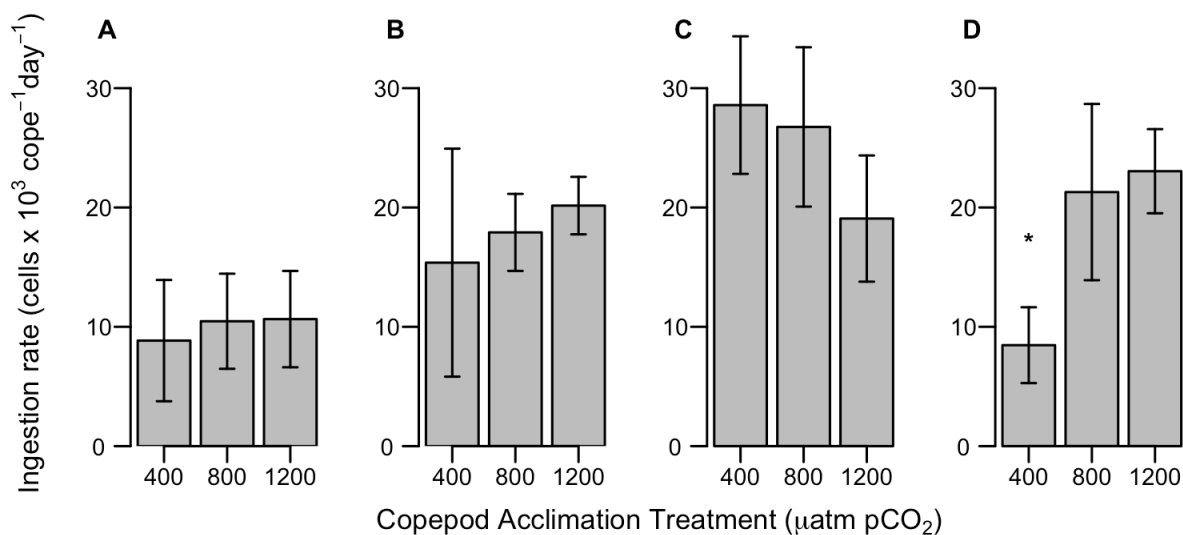 A B C D
Ingestion rate (cells x 10³ cope⁻¹day⁻¹)
30 30 30 30
20 20 20 20
*
10 10 10 10
0 0 0 0
400 800 1200 400 800 1200 400 800 1200 400 800 1200
Copepod Acclimation Treatment (μatm pCO₂)